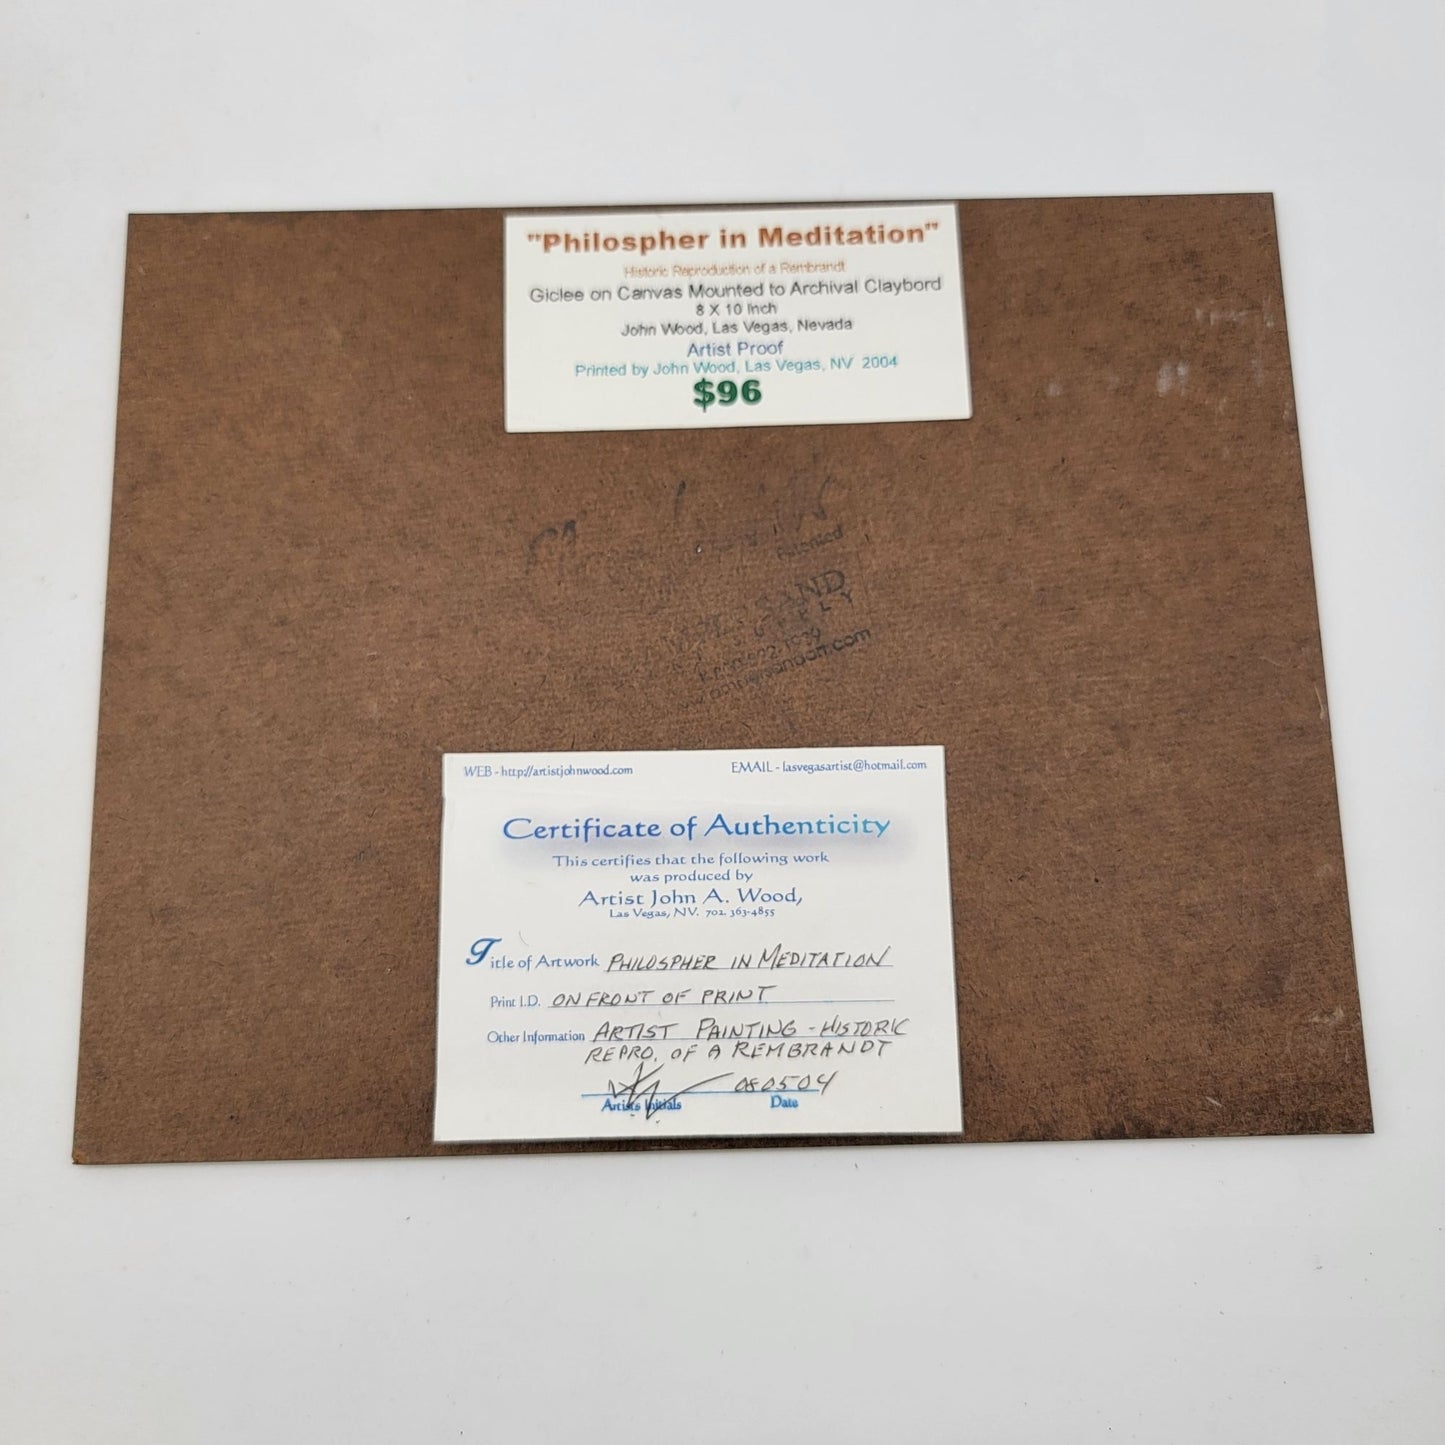 "Philospher in Meditation"
Historic Reproduction of a Rembrandt
Giclee on Canvas Mounted to Archival Claybord
8 X 10 Inch
John Wood, Las Vegas, Nevada
Artist Proof
Printed by John Wood, Las Vegas, NV 2004
$96
Patented
WEB - http://artistjohnwood.com
EMAIL - lasvegasartist@hotmail.com
Certificate of Authenticity
This certifies that the following work
was produced by
Artist John A. Wood,
Las Vegas, NV. 702. 363-4855
Title of Artwork PHILOSPHER IN MEDITATION
Print I.D. ON FRONT OF PRINT
Other Information ARTIST PAINTING - HISTORIC
REPRO. OF A REMBRANDT
080504
Artists Initials Date